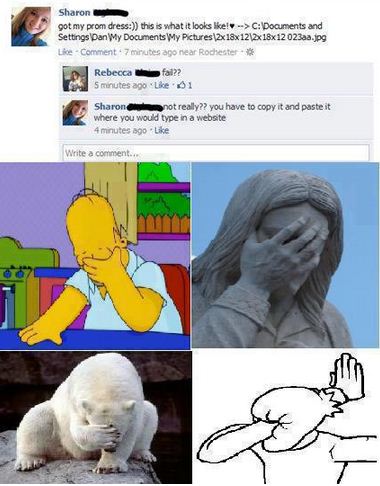 Sharon
got my prom dress:)) this is what it looks like!♥ --> C:\Documents and
Settings\Dan\My Documents\My Pictures\2x18x12\2x18x12 023aa.jpg
Like · Comment · 7 minutes ago near Rochester ·
Rebecca fail??
5 minutes ago · Like · 1
Sharon not really?? you have to copy it and paste it
where you would type in a website
4 minutes ago · Like
Write a comment...